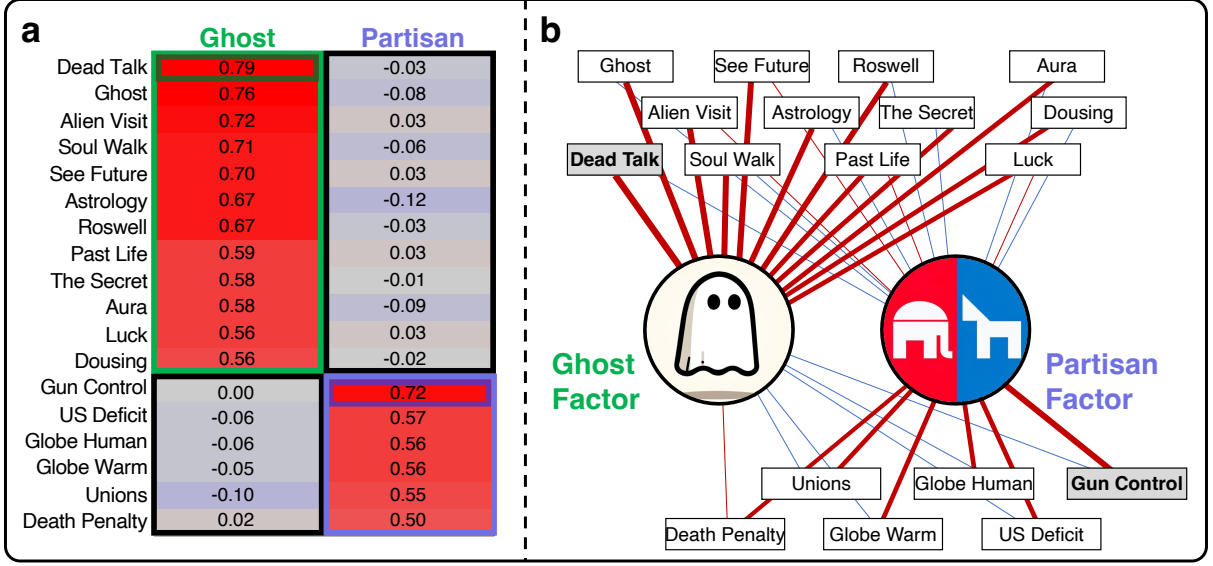 a
Ghost Partisan
Dead Talk 0.79 -0.03
Ghost 0.76 -0.08
Alien Visit 0.72 0.03
Soul Walk 0.71 -0.06
See Future 0.70 0.03
Astrology 0.67 -0.12
Roswell 0.67 -0.03
Past Life 0.59 0.03
The Secret 0.58 -0.01
Aura 0.58 -0.09
Luck 0.56 0.03
Dousing 0.56 -0.02
Gun Control 0.00 0.72
US Deficit -0.06 0.57
Globe Human -0.06 0.56
Globe Warm -0.05 0.56
Unions -0.10 0.55
Death Penalty 0.02 0.50
b
Ghost See Future Roswell Aura
Alien Visit Astrology The Secret Dousing
Dead Talk Soul Walk Past Life Luck
Ghost
Factor
Partisan
Factor
Unions Globe Human Gun Control
Death Penalty Globe Warm US Deficit